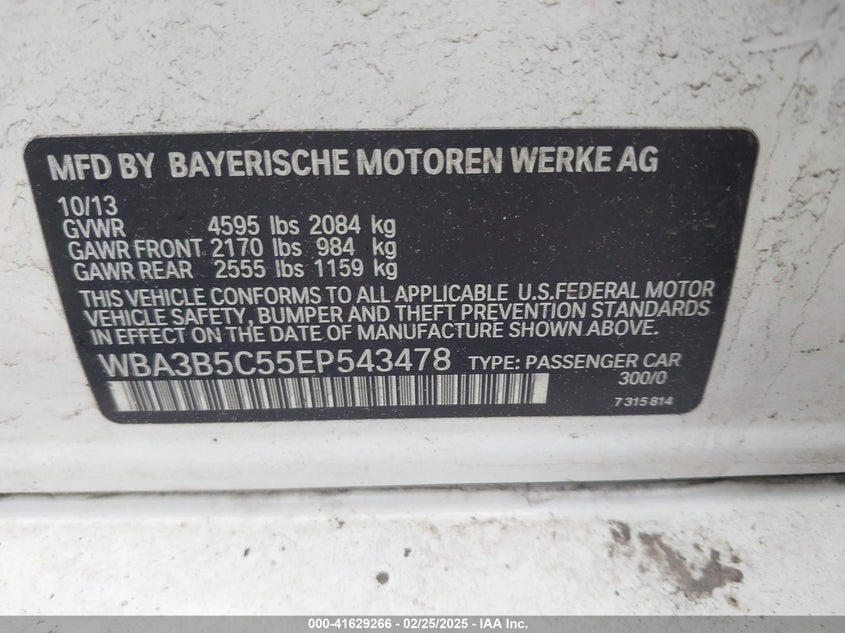 MFD BY BAYERISCHE MOTOREN WERKE AG
10/13
GVWR 4595 lbs 2084 kg
GAWR FRONT 2170 lbs 984 kg
GAWR REAR 2555 lbs 1159 kg
THIS VEHICLE CONFORMS TO ALL APPLICABLE U.S.FEDERAL MOTOR
VEHICLE SAFETY, BUMPER AND THEFT PREVENTION STANDARDS
IN EFFECT ON THE DATE OF MANUFACTURE SHOWN ABOVE.
WBA3B5C55EP543478 TYPE: PASSENGER CAR
300/0
7 315 814
000-41629266 - 02/25/2025 - IAA Inc.